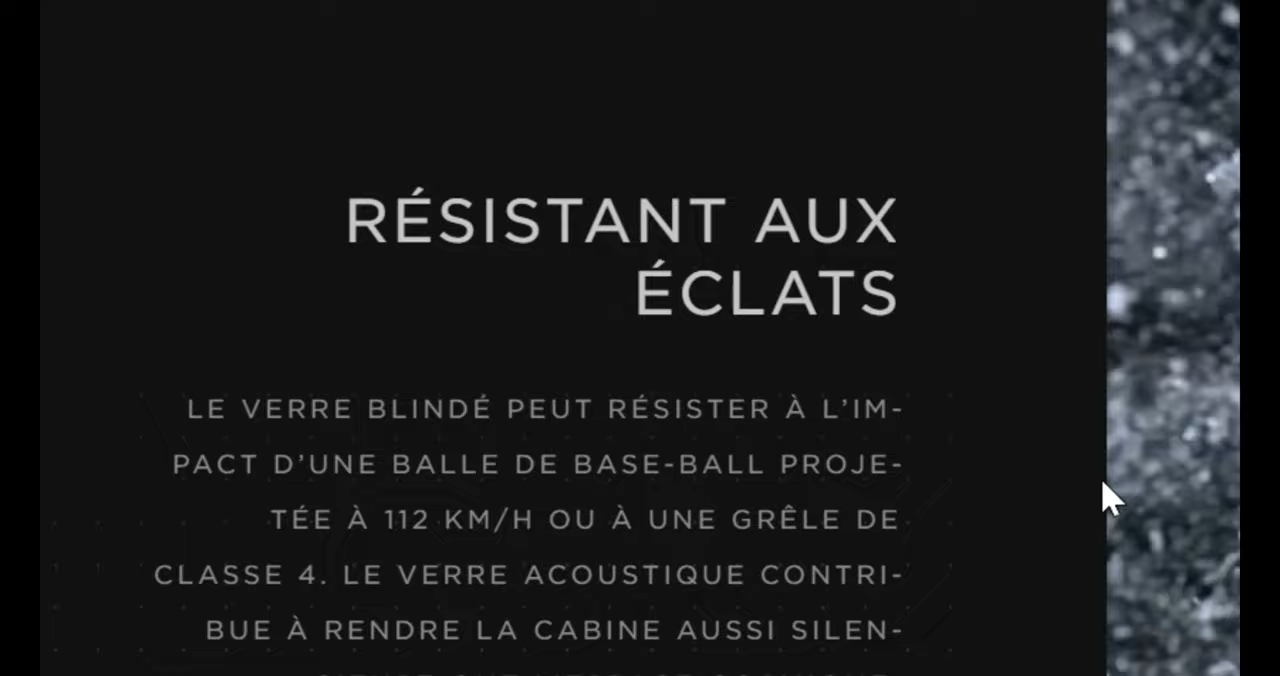 RÉSISTANT AUX
ÉCLATS
LE VERRE BLINDÉ PEUT RÉSISTER À L’IM-
PACT D’UNE BALLE DE BASE-BALL PROJE-
TÉE À 112 KM/H OU À UNE GRÊLE DE
CLASSE 4. LE VERRE ACOUSTIQUE CONTRI-
BUE À RENDRE LA CABINE AUSSI SILEN-